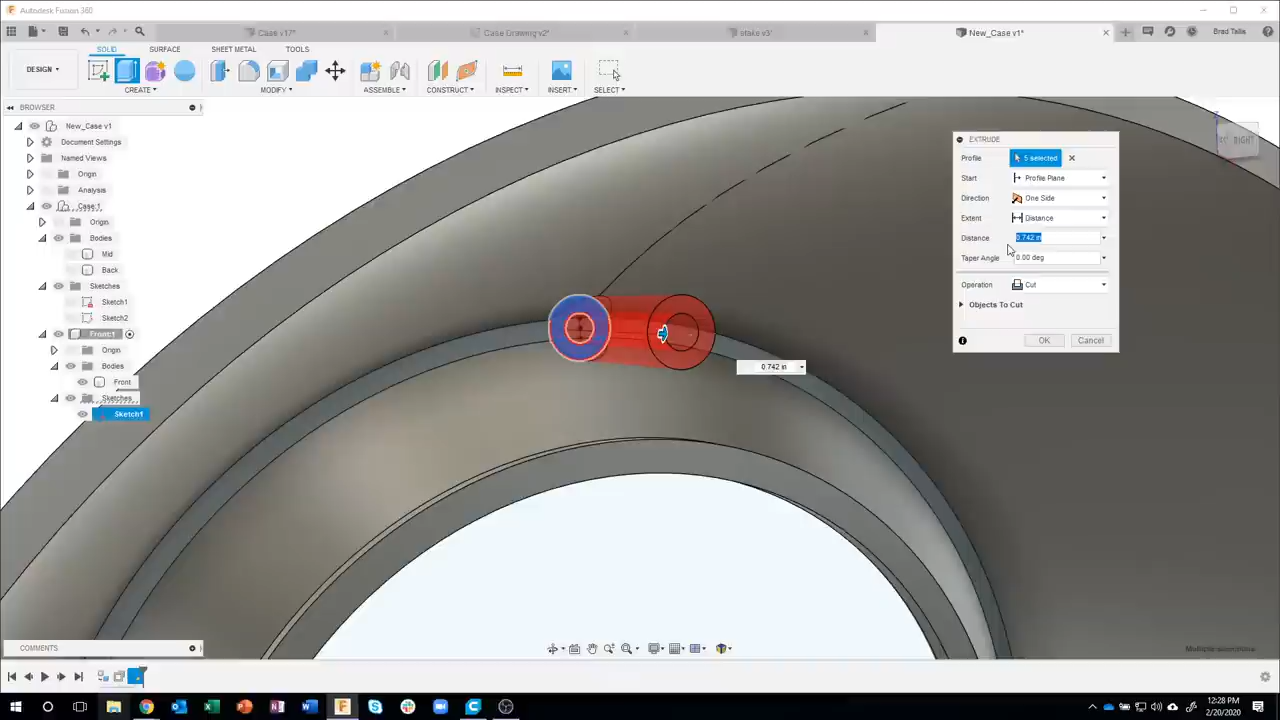 Autodesk Fusion 360
Case v17*
Case Drawing v2*
stake v3*
New_Case v1*
Brad Tallis
SOLID
SURFACE
SHEET METAL
TOOLS
DESIGN
CREATE
MODIFY
ASSEMBLE
CONSTRUCT
INSPECT
INSERT
SELECT
BROWSER
New_Case v1
Document Settings
Named Views
Origin
Analysis
Case:1
Origin
Bodies
Mid
Back
Sketches
Sketch1
Sketch2
Front:1
Origin
Bodies
Front
Sketches
Sketch1
RIGHT
EXTRUDE
Profile 5 selected
Start Profile Plane
Direction One Side
Extent Distance
Distance 0.742 in
Taper Angle 0.00 deg
Operation Cut
Objects To Cut
OK Cancel
0.742 in
COMMENTS
Multiple selections
12:28 PM
2/20/2020